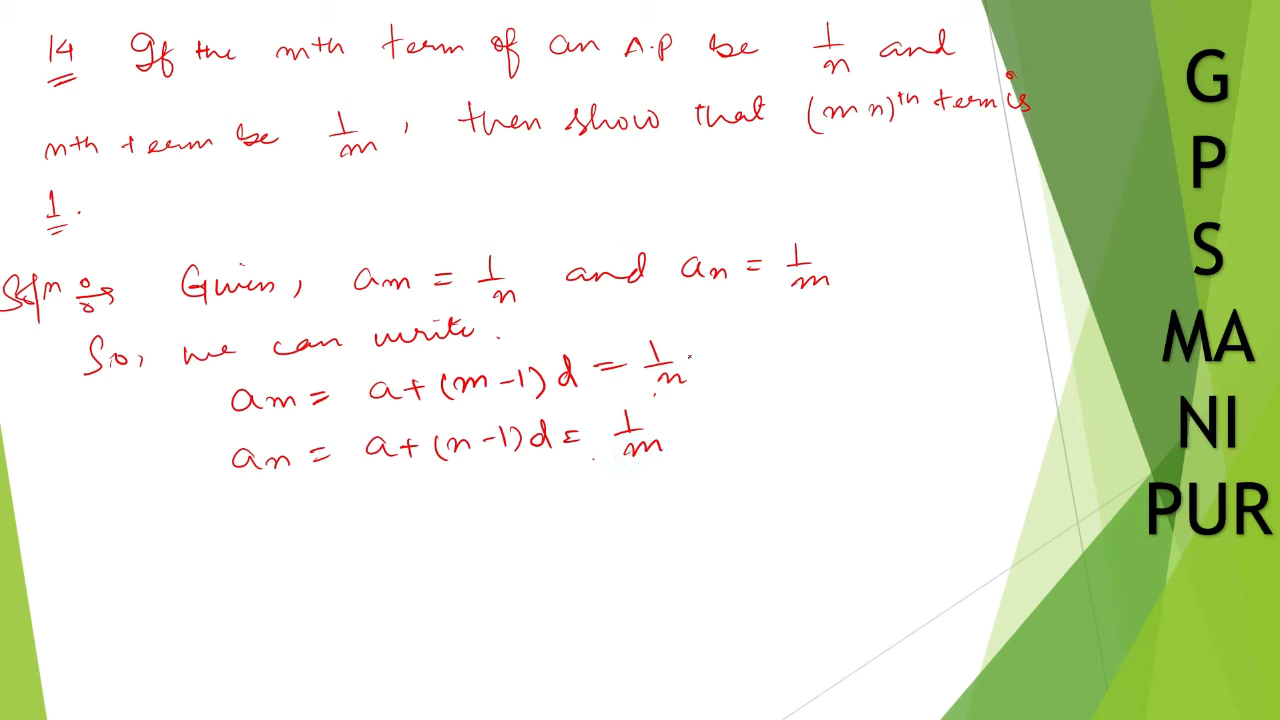 14 If the mth term of an A.P be 1/n and
nth term be 1/m, then show that (mn)th term is
1.
Solⁿ:→ Given, am = 1/n and an = 1/m
So, we can write.
am = a+(m-1)d = 1/n
an = a+(n-1)d = 1/m
G
P
S
MA
NI
PUR